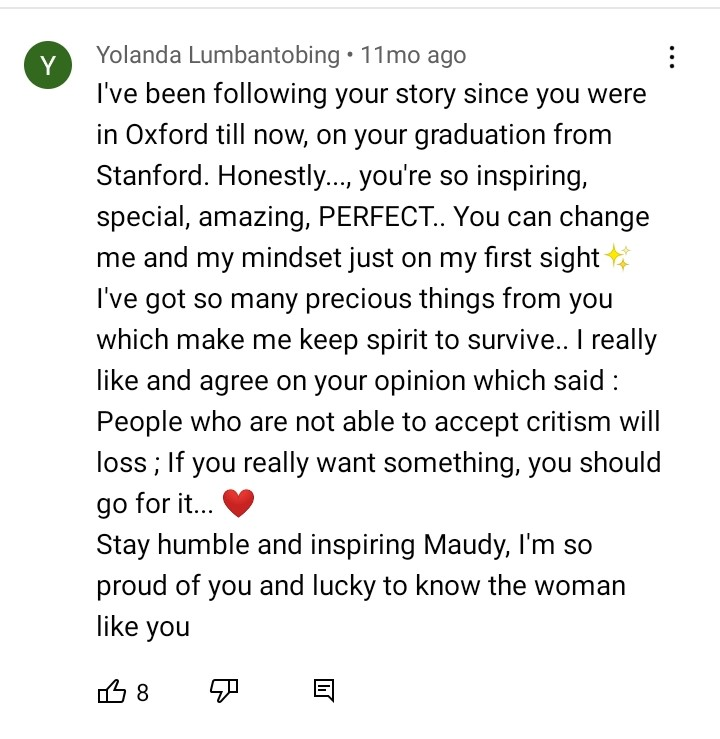 Y
Yolanda Lumbantobing • 11mo ago
I've been following your story since you were
in Oxford till now, on your graduation from
Stanford. Honestly..., you're so inspiring,
special, amazing, PERFECT.. You can change
me and my mindset just on my first sight✨
I've got so many precious things from you
which make me keep spirit to survive.. I really
like and agree on your opinion which said :
People who are not able to accept critism will
loss ; If you really want something, you should
go for it... ❤️
Stay humble and inspiring Maudy, I'm so
proud of you and lucky to know the woman
like you
8